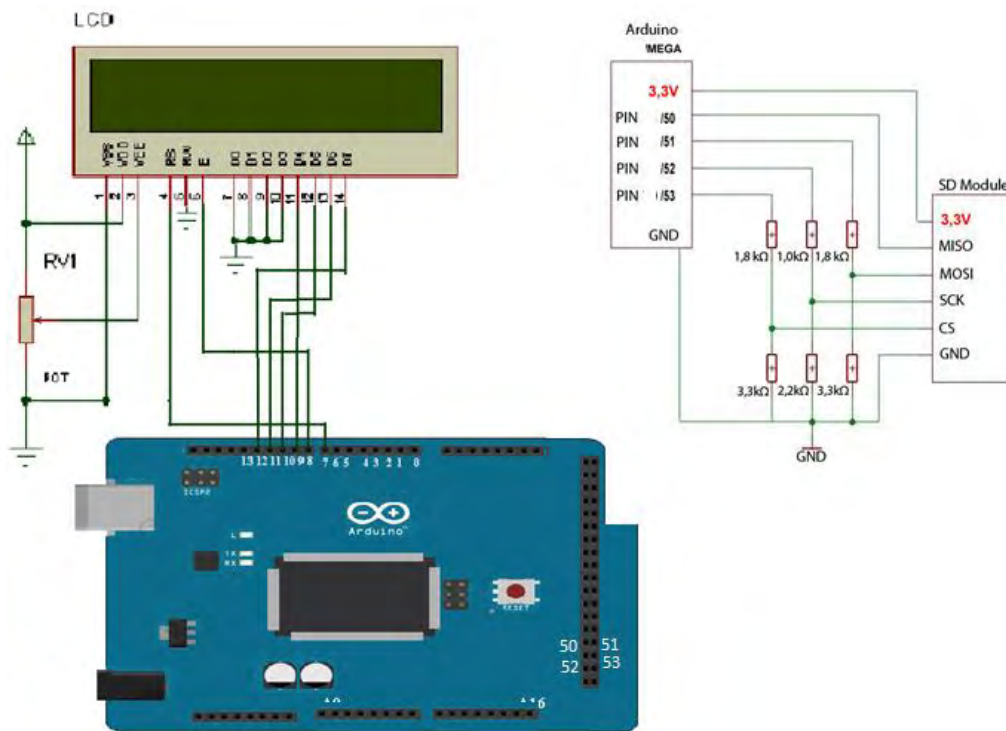 LCD
VSS VDD VEE RS RW E D0 D1 D2 D3 D4 D5 D6 D7
1 2 3 4 5 6 7 8 9 10 11 12 13 14
RV1
13 12 11 10 9 8 7 6 5 4 3 2 1 0
ICSP2
Arduino™
L
TX
RX
RESET
50 51
52 53
Arduino
MEGA
3,3V
PIN /50
PIN /51
PIN /52
PIN /53
GND
SD Module
3,3V
MISO
MOSI
SCK
CS
GND
1,8 kΩ 1,0kΩ 1,8 kΩ
3,3kΩ 2,2kΩ 3,3kΩ
GND